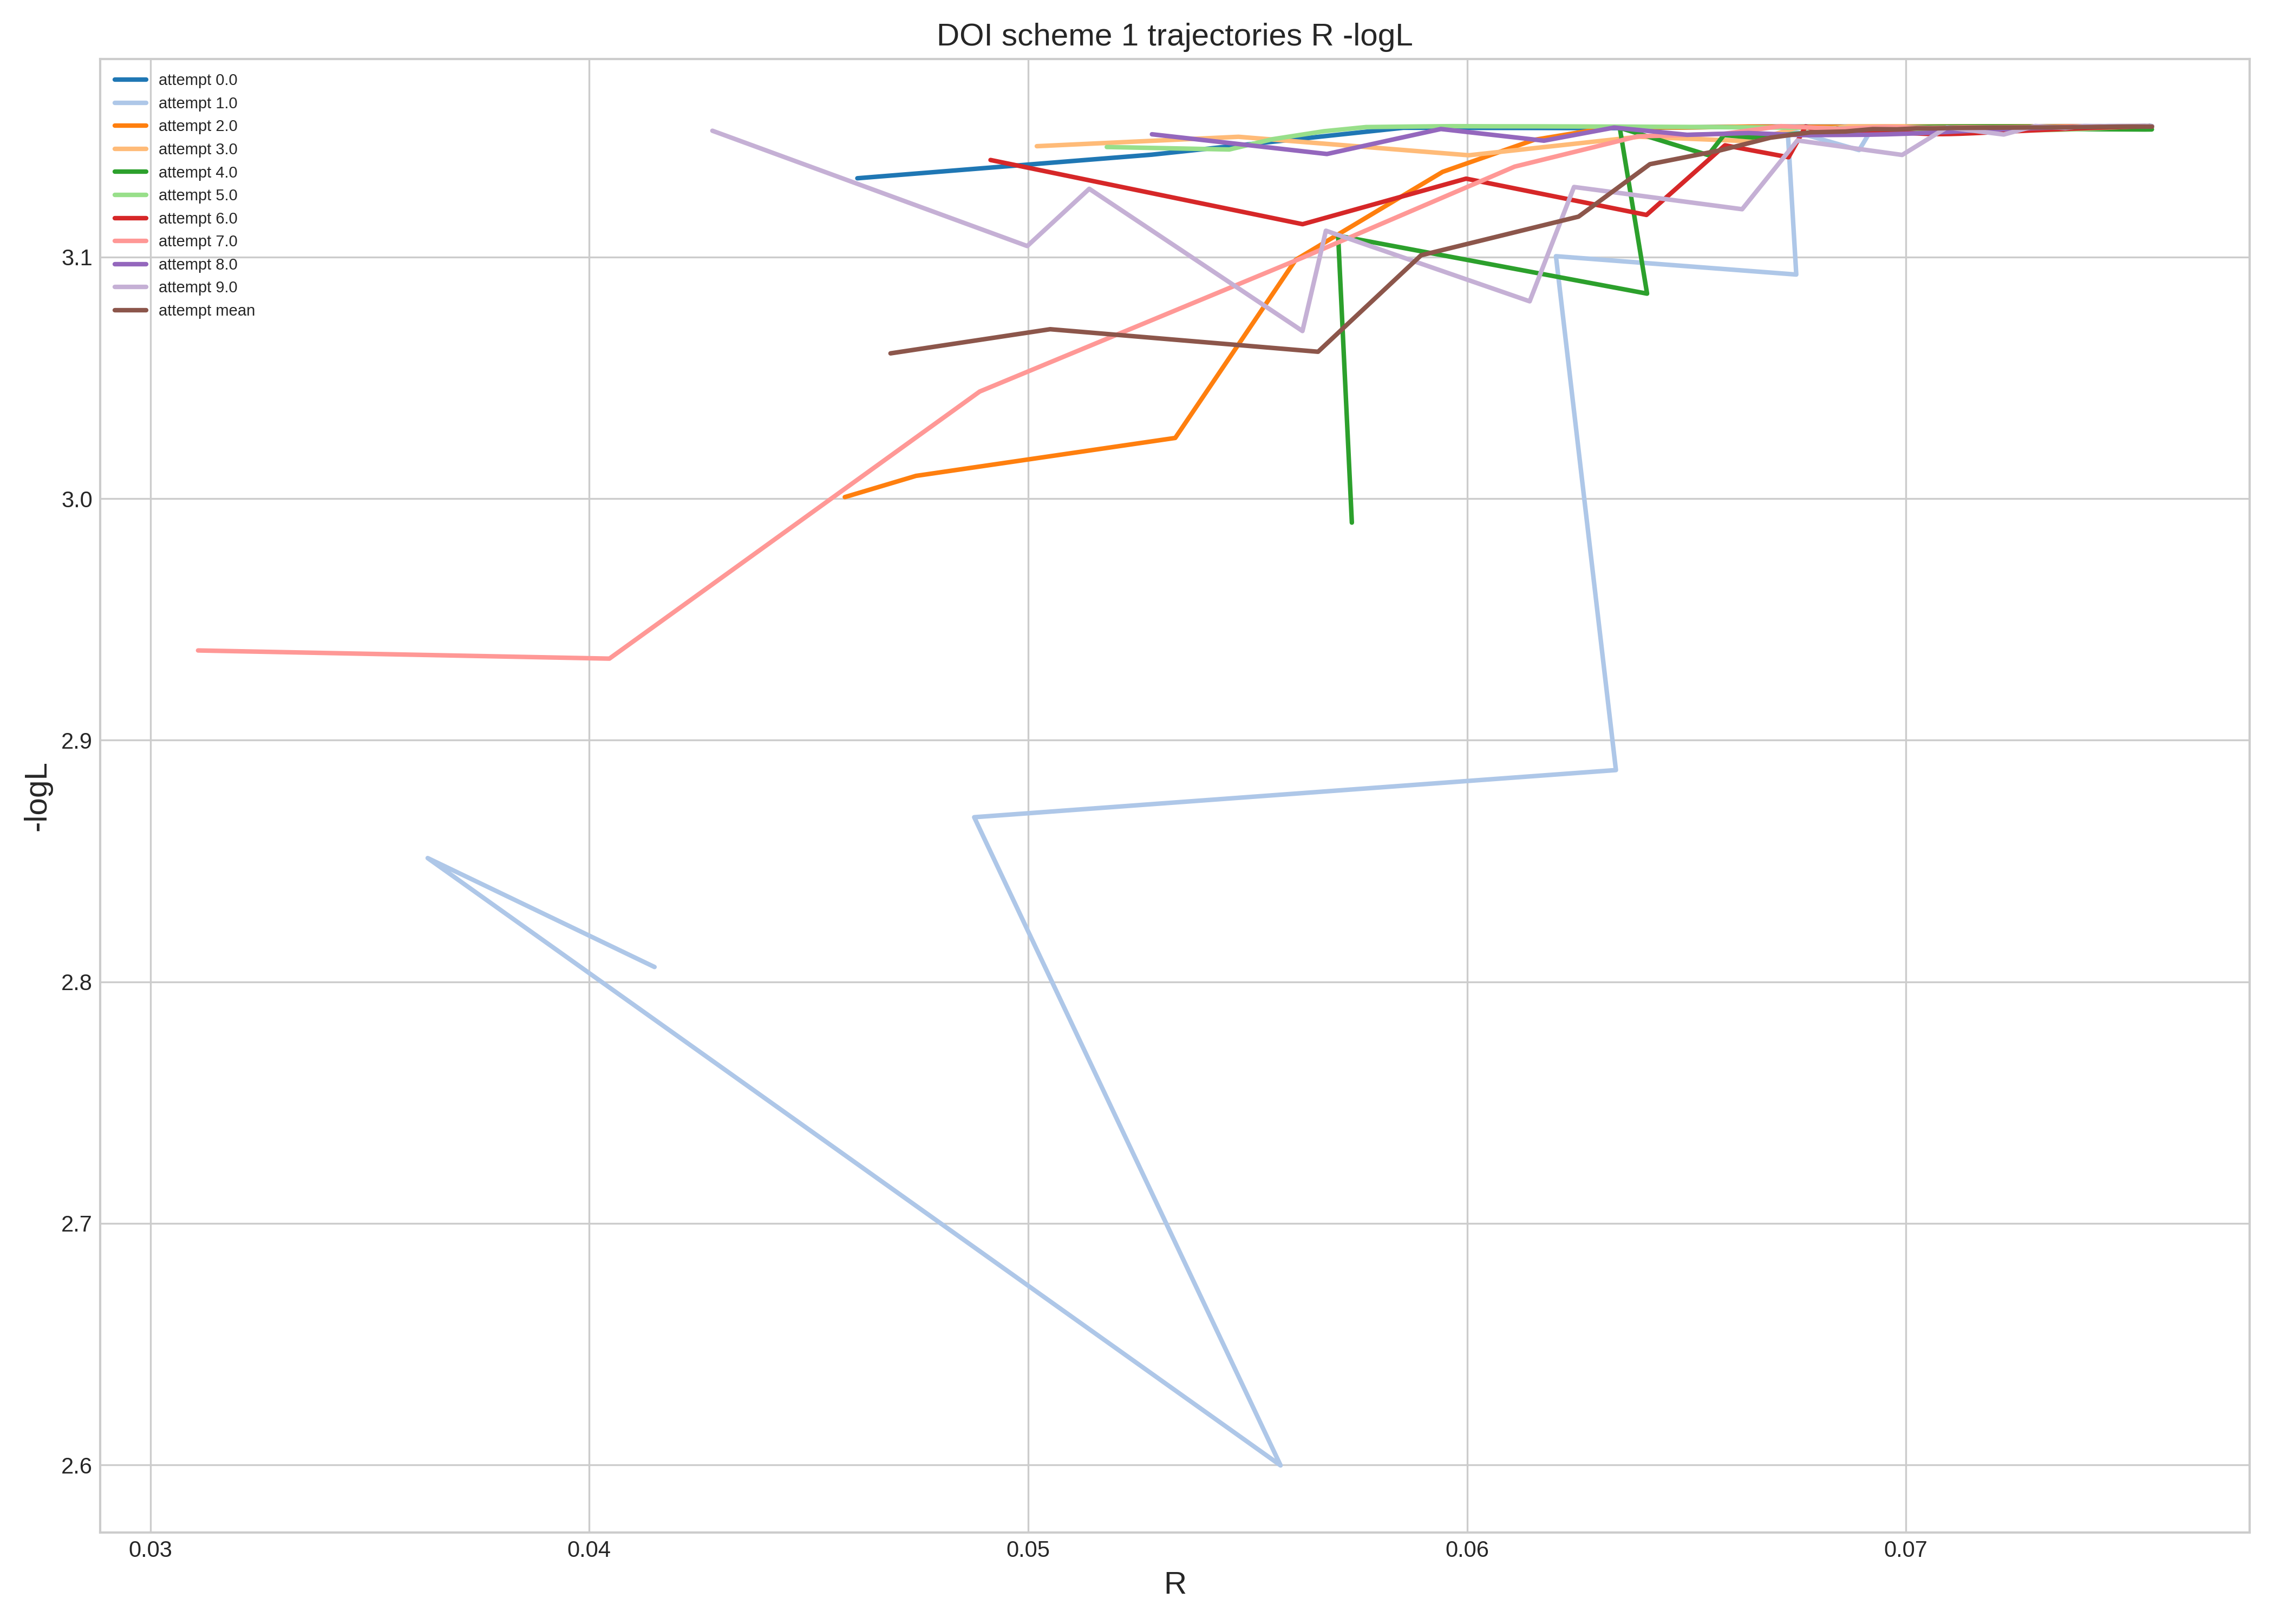 DOI scheme 1 trajectories R -logL
attempt 0.0
attempt 1.0
attempt 2.0
attempt 3.0
attempt 4.0
attempt 5.0
attempt 6.0
attempt 7.0
attempt 8.0
attempt 9.0
attempt mean
3.1
3.0
2.9
2.8
2.7
2.6
-logL
0.03 0.04 0.05 0.06 0.07
R